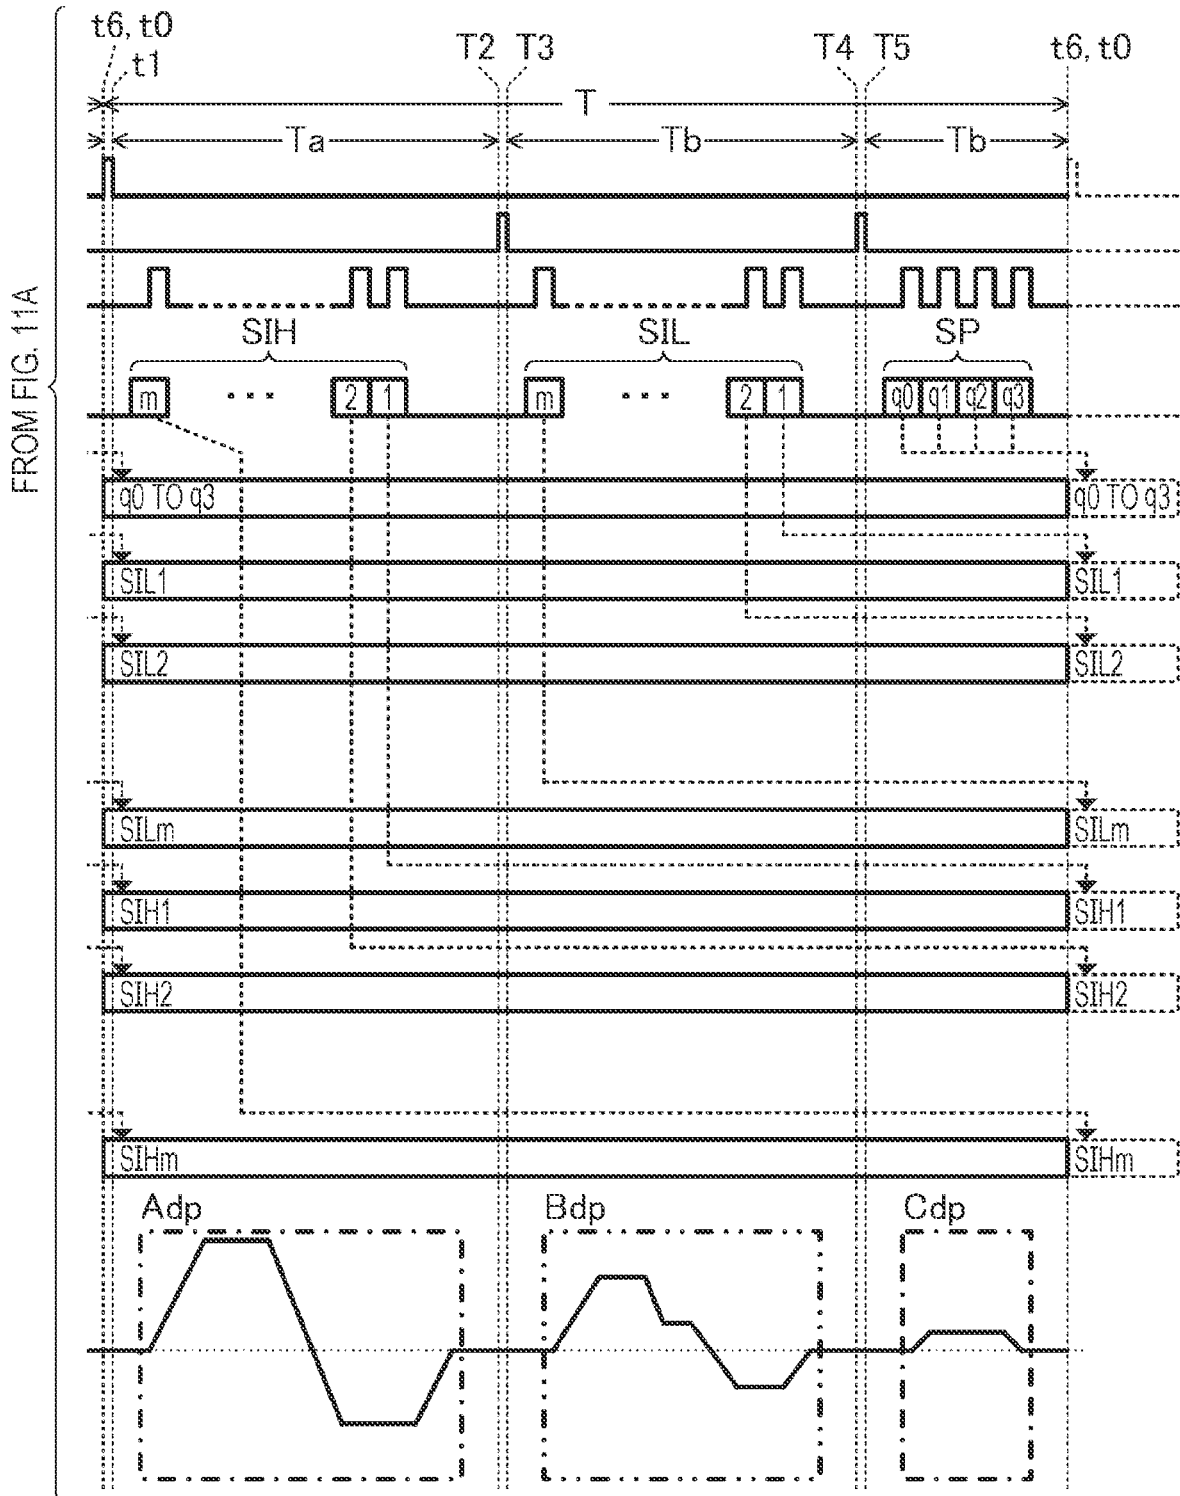 FROM FIG. 11A
t6, t0
t1
T2
T3
T4
T5
t6, t0
T
Ta
Tb
Tb
SIH
SIL
SP
m
...
2
1
m
...
2
1
q0
q1
q2
q3
q0 TO q3
q0 TO q3
SIL1
SIL1
SIL2
SIL2
SILm
SILm
SIH1
SIH1
SIH2
SIH2
SIHm
SIHm
Adp
Bdp
Cdp